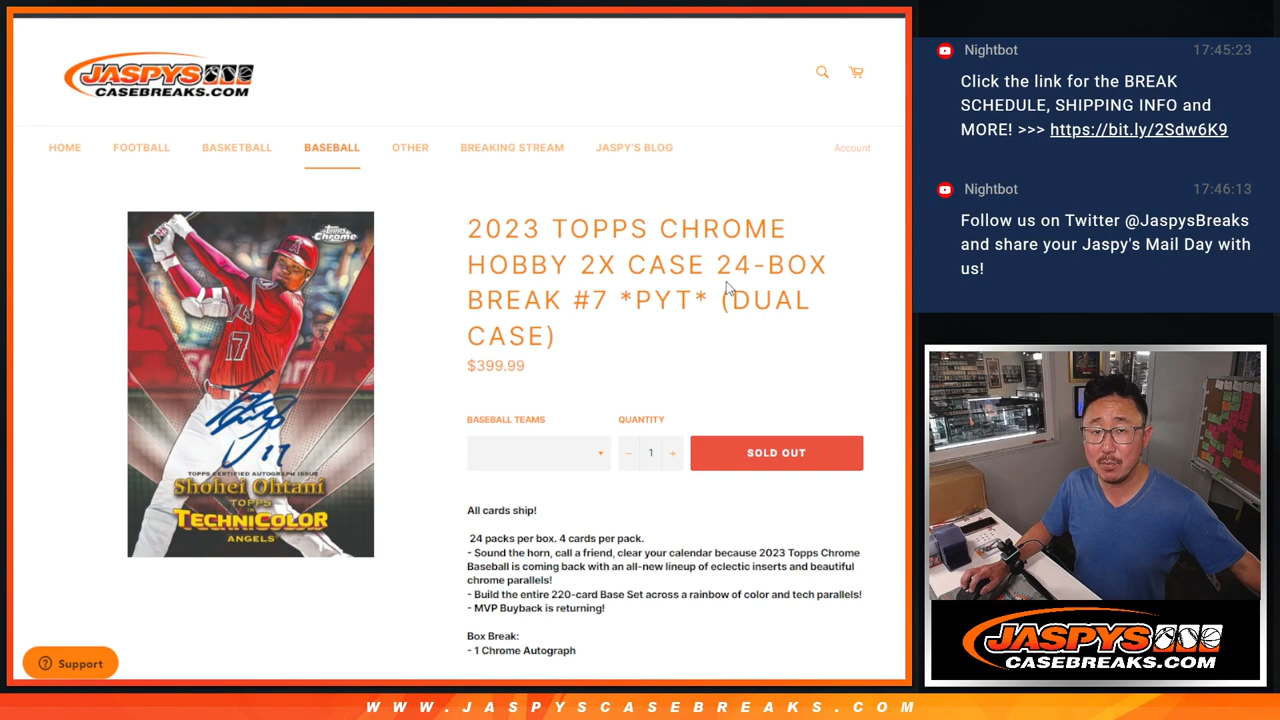 JASPYS
CASEBREAKS.COM
HOME
FOOTBALL
BASKETBALL
BASEBALL
OTHER
BREAKING STREAM
JASPY'S BLOG
Account
Topps
Chrome
A
17
17
TOPPS CERTIFIED AUTOGRAPH ISSUE
Shohei Ohtani
TOPPS
IN
TECHNICOLOR
ANGELS
2023 TOPPS CHROME
HOBBY 2X CASE 24-BOX
BREAK #7 *PYT* (DUAL
CASE)
$399.99
BASEBALL TEAMS
QUANTITY
− 1 +
SOLD OUT
All cards ship!
24 packs per box. 4 cards per pack.
- Sound the horn, call a friend, clear your calendar because 2023 Topps Chrome
Baseball is coming back with an all-new lineup of eclectic inserts and beautiful
chrome parallels!
- Build the entire 220-card Base Set across a rainbow of color and tech parallels!
- MVP Buyback is returning!
Box Break:
- 1 Chrome Autograph
Support
Nightbot 17:45:23
Click the link for the BREAK
SCHEDULE, SHIPPING INFO and
MORE! >>> https://bit.ly/2Sdw6K9
Nightbot 17:46:13
Follow us on Twitter @JaspysBreaks
and share your Jaspy's Mail Day with
us!
JASPYS
CASEBREAKS.COM
WWW.JASPYSCASEBREAKS.COM